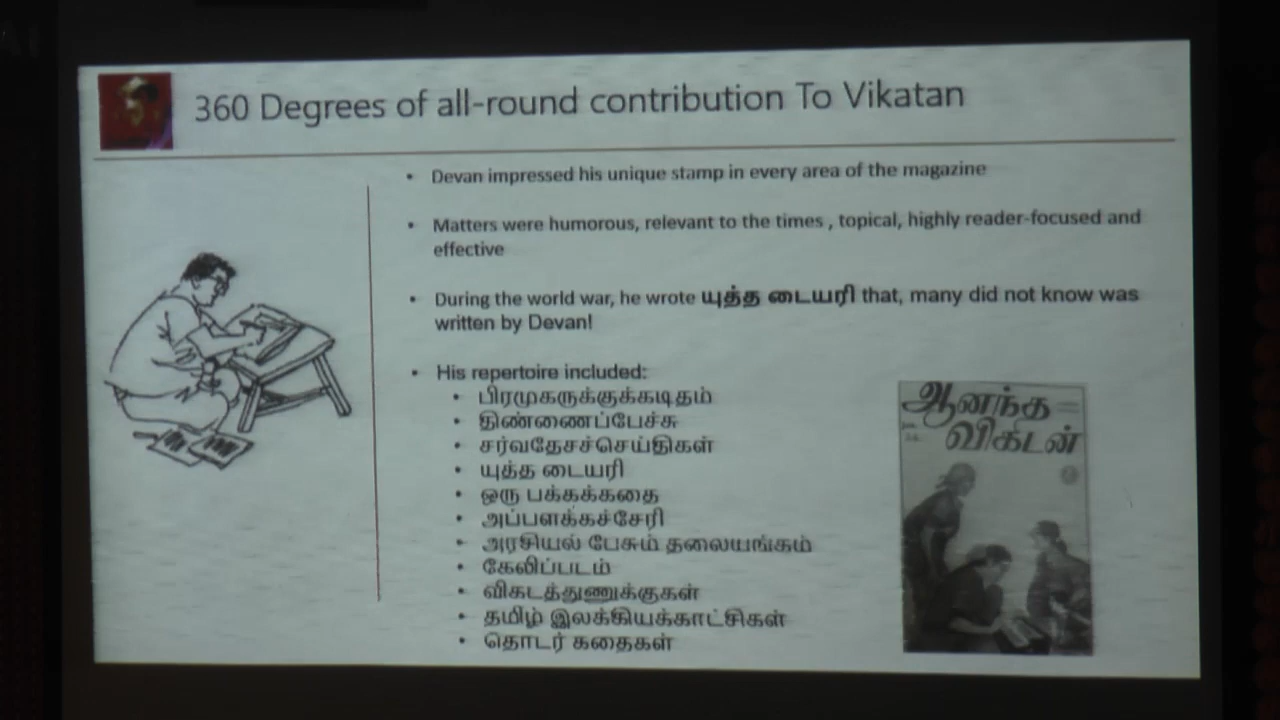 360 Degrees of all-round contribution To Vikatan
• Devan impressed his unique stamp in every area of the magazine
• Matters were humorous, relevant to the times , topical, highly reader-focused and
effective
• During the world war, he wrote யுத்த டையரி that, many did not know was
written by Devan!
• His repertoire included:
• பிரமுகருக்குக்கடிதம்
• திண்ணைப்பேச்சு
• சர்வதேசச்செய்திகள்
• யுத்த டையரி
• ஒரு பக்கக்கதை
• அப்பளக்கச்சேரி
• அரசியல் பேசும் தலையங்கம்
• கேலிப்படம்
• விகடத்துணுக்குகள்
• தமிழ் இலக்கியக்காட்சிகள்
• தொடர் கதைகள்
ஆனந்த
விகடன்